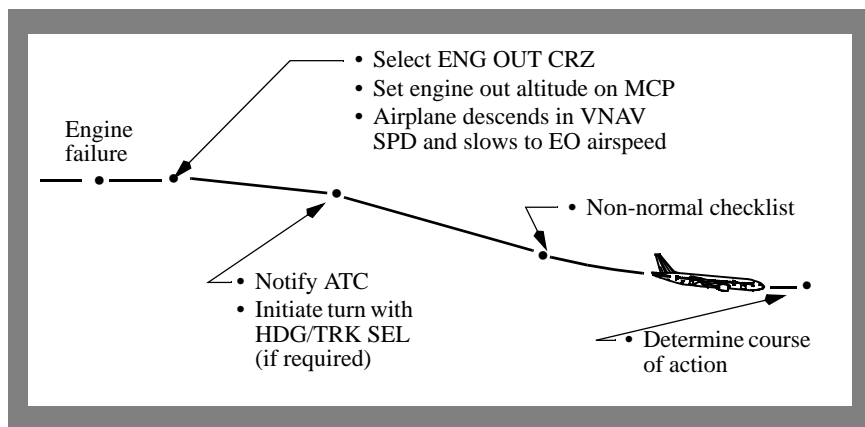 • Select ENG OUT CRZ
• Set engine out altitude on MCP
• Airplane descends in VNAV
SPD and slows to EO airspeed
Engine
failure
• Non-normal checklist
• Notify ATC
• Initiate turn with
HDG/TRK SEL
(if required)
• Determine course
of action